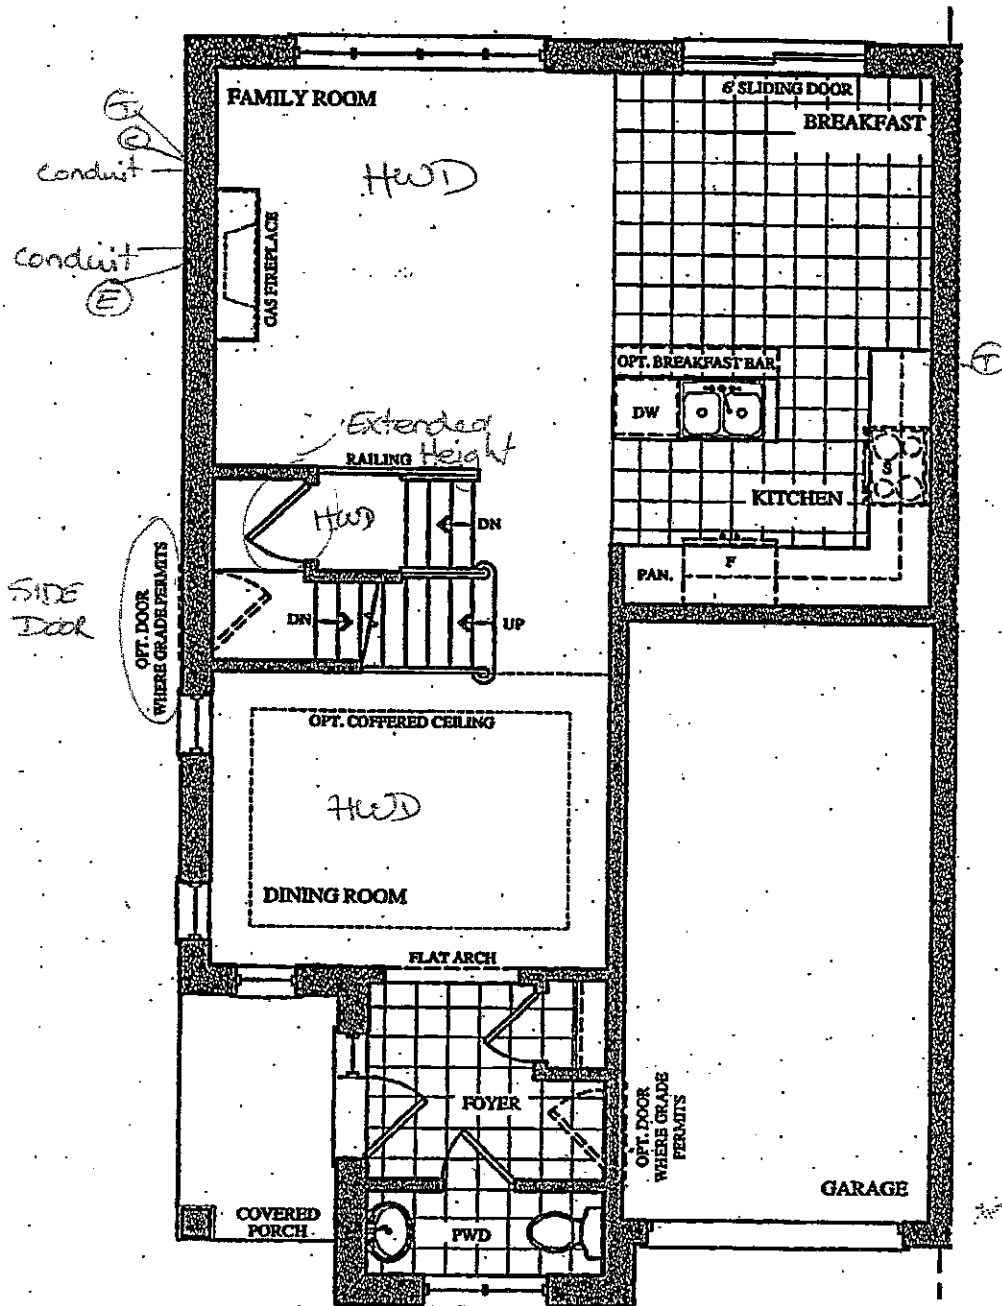 6' SLIDING DOOR
FAMILY ROOM
BREAKFAST
T
C
conduit
HWD
conduit
E
GAS FIREPLACE
OPT. BREAKFAST BAR
T
DW
Extended
Height
RAILING
S
KITCHEN
HWD
DN
F
PAN.
SIDE
DOOR
OPT. DOOR
WHERE GRADE PERMITS
DN
UP
OPT. COFFERED CEILING
HWD
DINING ROOM
FLAT ARCH
FOYER
OPT. DOOR
WHERE GRADE
PERMITS
GARAGE
COVERED
PORCH
PWD